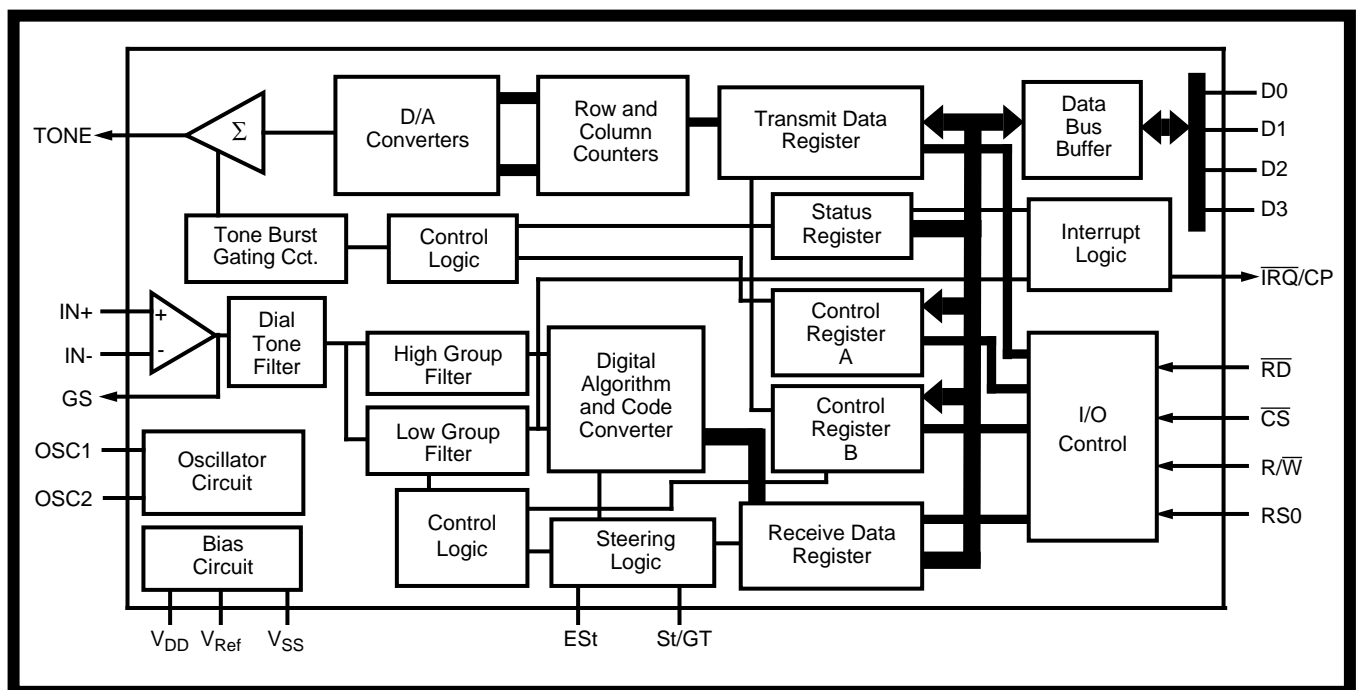 TONE
Σ
D/A
Converters
Row and
Column
Counters
Transmit Data
Register
Data
Bus
Buffer
D0
D1
D2
D3
Tone Burst
Gating Cct.
Control
Logic
Status
Register
Interrupt
Logic
I̅R̅Q̅/CP
IN+
IN-
GS
+
-
Dial
Tone
Filter
High Group
Filter
Low Group
Filter
Digital
Algorithm
and Code
Converter
Control
Register
A
Control
Register
B
I/O
Control
R̅D̅
C̅S̅
R/W̅
RS0
OSC1
OSC2
Oscillator
Circuit
Bias
Circuit
Control
Logic
Steering
Logic
Receive Data
Register
VDD
VRef
VSS
ESt
St/GT